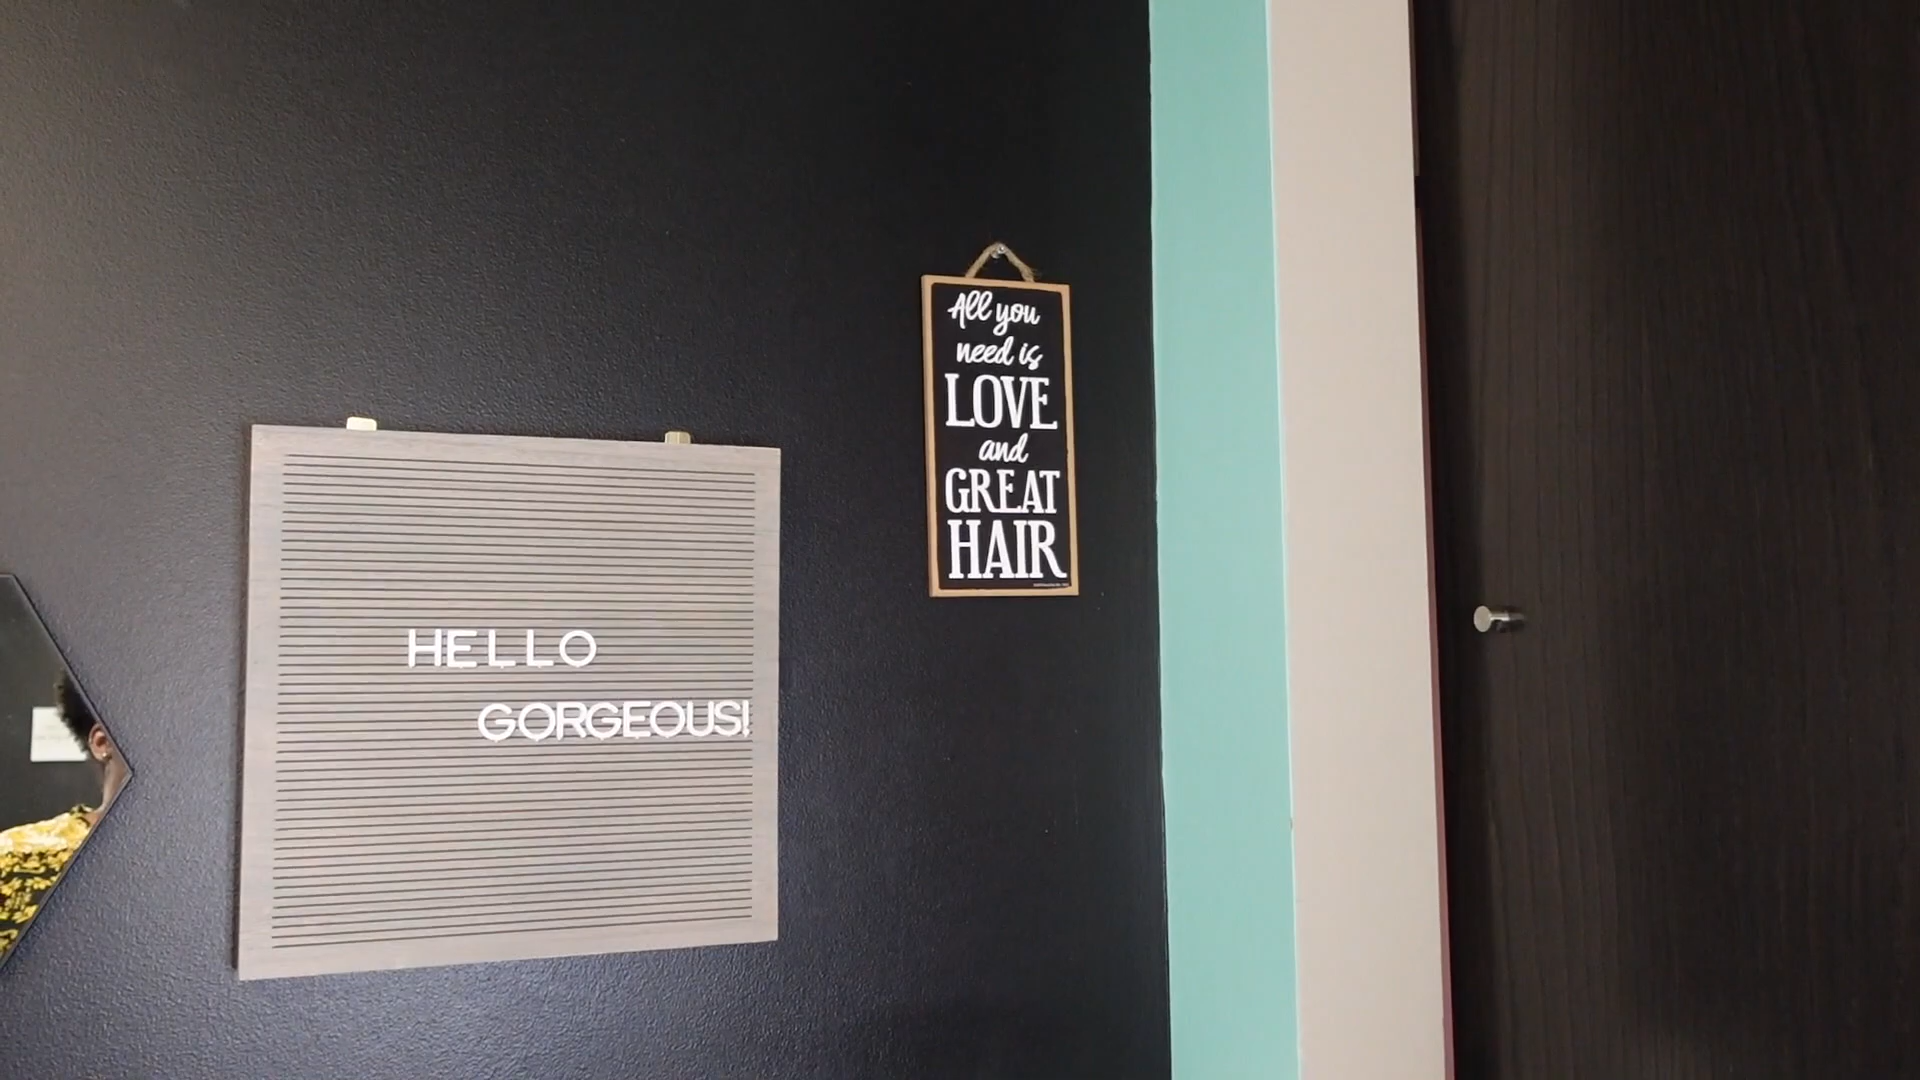 HELLO
GORGEOUS!
All you
need is
LOVE
and
GREAT
HAIR